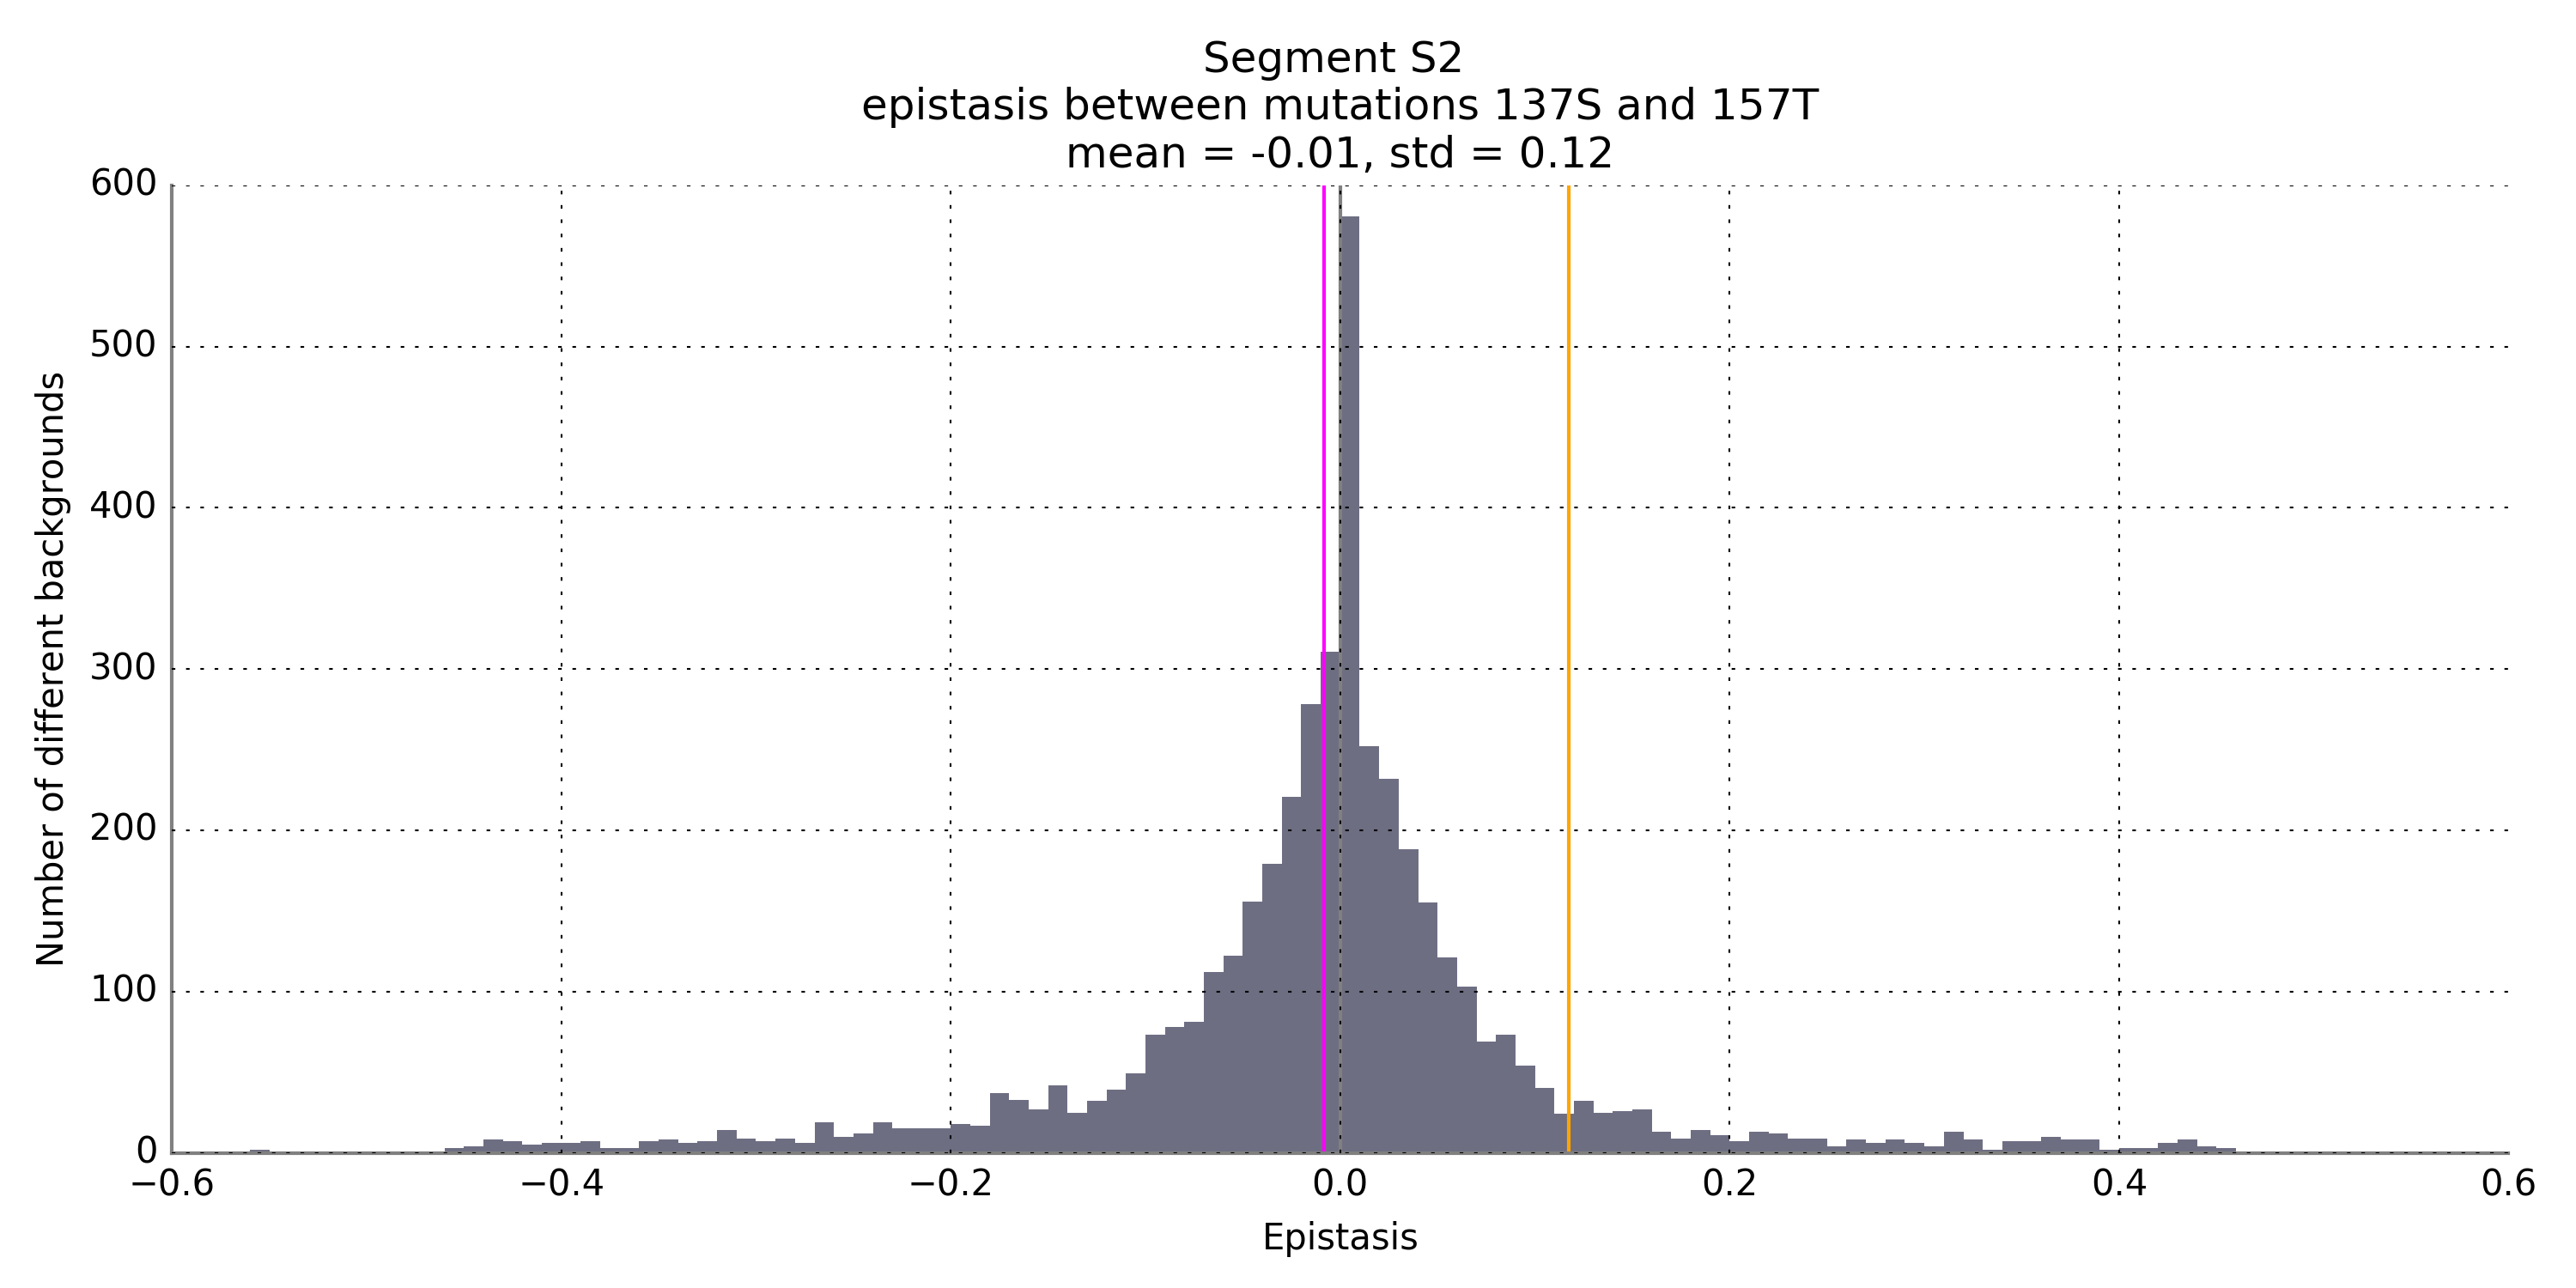 Segment S2
epistasis between mutations 137S and 157T
mean = -0.01, std = 0.12
600
500
400
300
200
100
0
Number of different backgrounds
−0.6 −0.4 −0.2 0.0 0.2 0.4 0.6
Epistasis